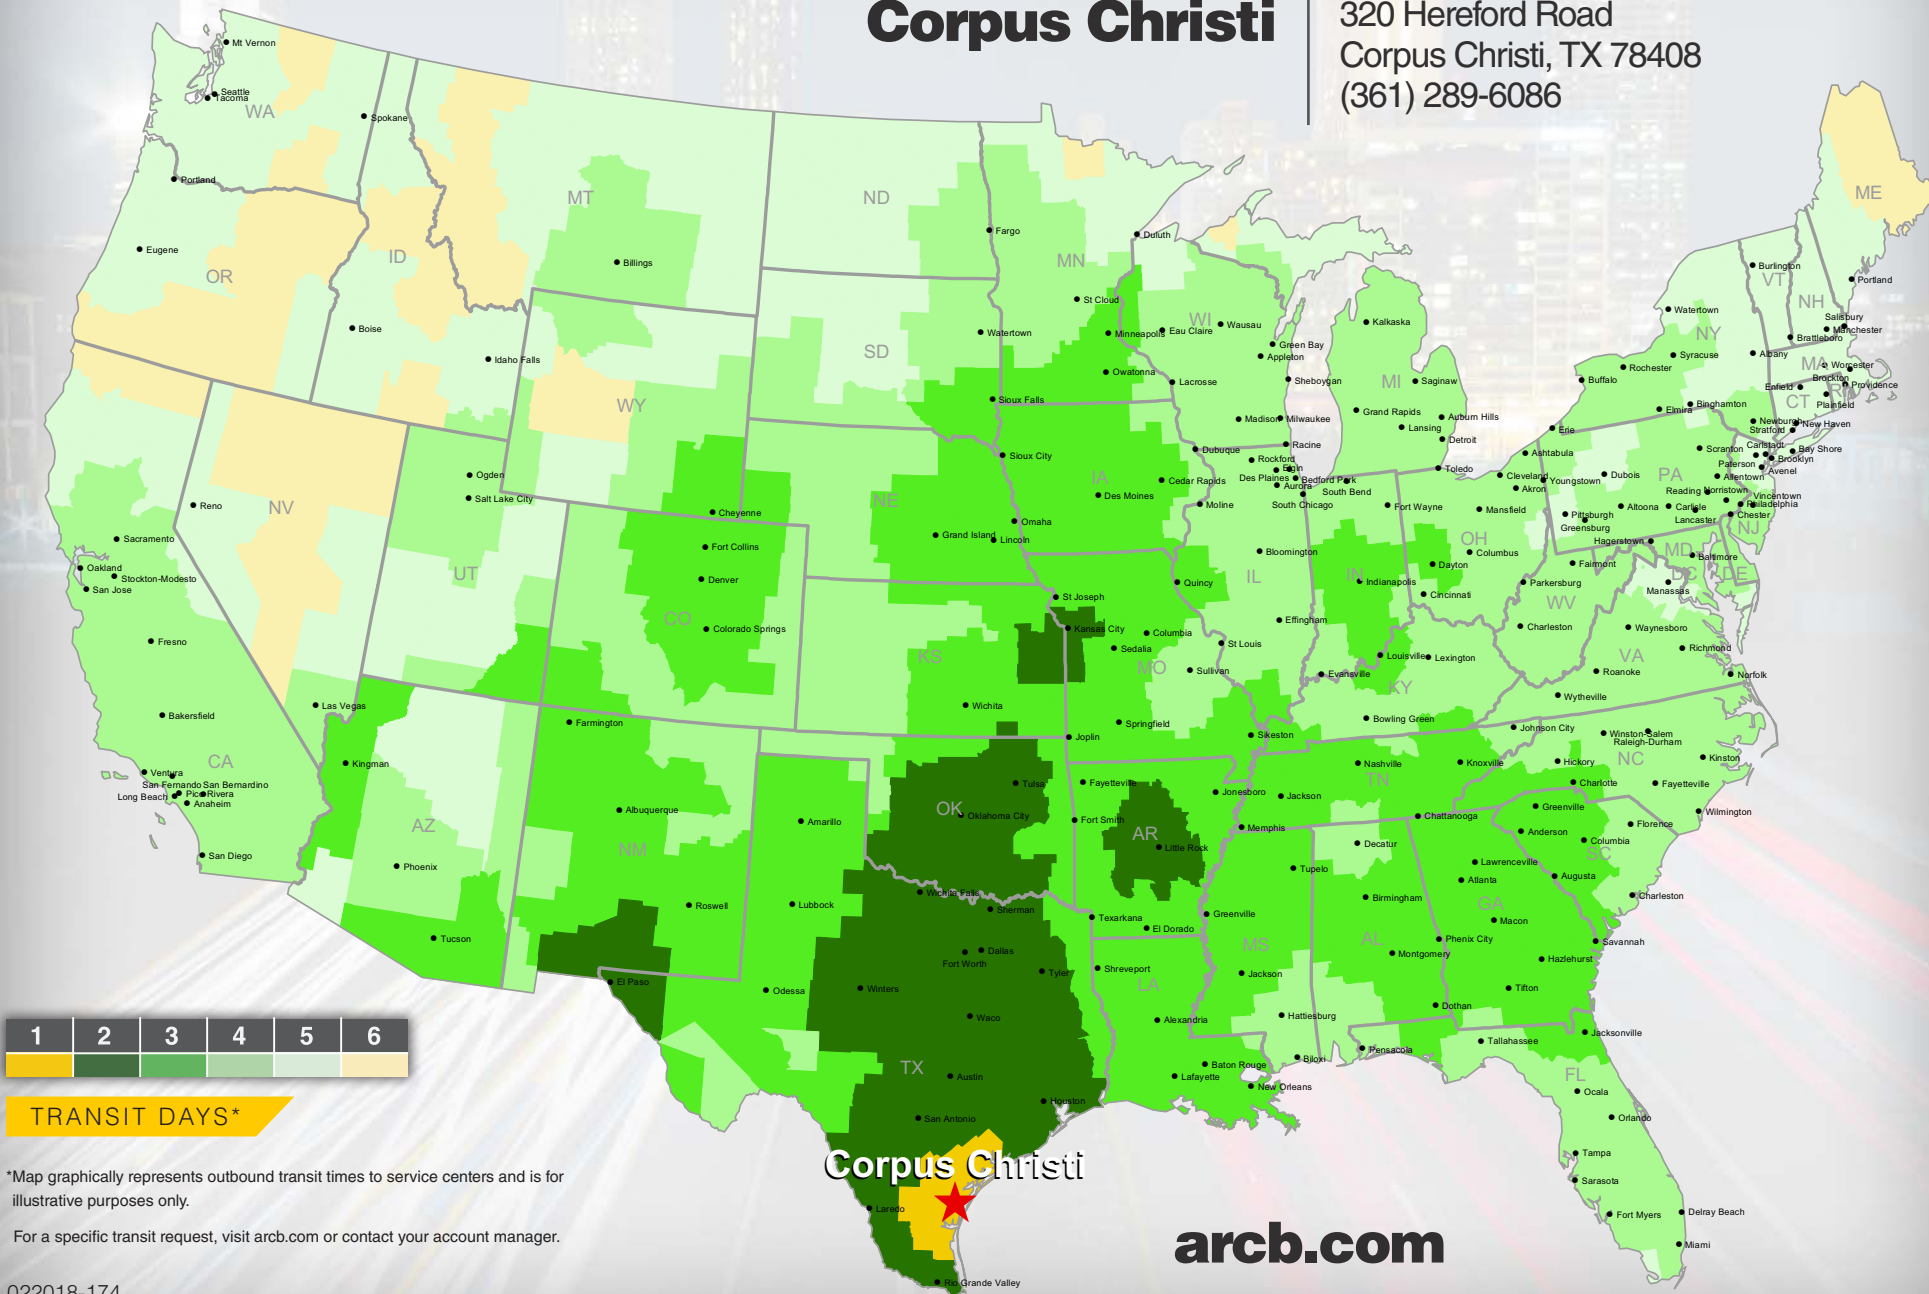 Corpus Christi
320 Hereford Road
Corpus Christi, TX 78408
(361) 289-6086
Mt Vernon
Seattle
Tacoma
WA
Spokane
Portland
Eugene
OR
ID
Boise
Idaho Falls
MT
Billings
ND
Fargo
SD
Watertown
Sioux Falls
WY
Cheyenne
NE
Grand Island
Lincoln
Omaha
Sioux City
MN
Duluth
St Cloud
Minneapolis
Owatonna
WI
Eau Claire
Wausau
Green Bay
Appleton
Sheboygan
Lacrosse
Madison
Milwaukee
Racine
MI
Kalkaska
Saginaw
Grand Rapids
Lansing
Auburn Hills
Detroit
IA
Dubuque
Cedar Rapids
Des Moines
Moline
Rockford
Elgin
Des Plaines
Bedford Park
Aurora
South Bend
South Chicago
Bloomington
IL
Quincy
Effingham
IN
Fort Wayne
Indianapolis
Evansville
OH
Toledo
Cleveland
Akron
Ashtabula
Youngstown
Mansfield
Columbus
Dayton
Cincinnati
ME
Portland
VT
Burlington
NH
Salisbury
Manchester
Brattleboro
MA
Worcester
Brockton
Providence
RI
Enfield
CT
Plainfield
New Haven
Stratford
NY
Watertown
Syracuse
Rochester
Buffalo
Albany
Elmira
Binghamton
Newburgh
Bay Shore
Brooklyn
Carlstadt
Paterson
Avenel
PA
Erie
Scranton
Dubois
Allentown
Reading
Norristown
Vincentown
Philadelphia
Chester
Altoona
Carlisle
Lancaster
Pittsburgh
Greensburg
NJ
Hagerstown
MD
Baltimore
DC
DE
Manassas
Fairmont
Parkersburg
WV
Charleston
VA
Waynesboro
Richmond
Roanoke
Norfolk
Wytheville
KY
Louisville
Lexington
Bowling Green
NV
Reno
Las Vegas
Ogden
Salt Lake City
UT
CO
Fort Collins
Denver
Colorado Springs
KS
Wichita
MO
St Joseph
Kansas City
Columbia
Sedalia
St Louis
Sullivan
Springfield
Joplin
Sikeston
CA
Sacramento
Oakland
Stockton-Modesto
San Jose
Fresno
Bakersfield
Ventura
San Fernando
San Bernardino
Pico Rivera
Long Beach
Anaheim
San Diego
AZ
Kingman
Phoenix
Tucson
NM
Farmington
Albuquerque
Roswell
OK
Tulsa
Oklahoma City
AR
Fayetteville
Fort Smith
Jonesboro
Little Rock
Texarkana
El Dorado
TN
Nashville
Knoxville
Johnson City
Jackson
Memphis
Chattanooga
NC
Winston-Salem
Raleigh-Durham
Hickory
Charlotte
Kinston
Fayetteville
Wilmington
SC
Greenville
Anderson
Florence
Columbia
Charleston
GA
Lawrenceville
Atlanta
Augusta
Macon
Savannah
Hazlehurst
Tifton
AL
Decatur
Birmingham
Phenix City
Montgomery
Dothan
MS
Tupelo
Greenville
Jackson
Hattiesburg
Biloxi
LA
Shreveport
Alexandria
Baton Rouge
Lafayette
New Orleans
FL
Pensacola
Tallahassee
Jacksonville
Ocala
Orlando
Tampa
Sarasota
Fort Myers
Delray Beach
Miami
TX
Amarillo
Lubbock
Wichita Falls
Sherman
Dallas
Fort Worth
Tyler
El Paso
Odessa
Winters
Waco
Austin
Houston
San Antonio
Corpus Christi
Laredo
Rio Grande Valley
1 2 3 4 5 6
TRANSIT DAYS*
*Map graphically represents outbound transit times to service centers and is for
illustrative purposes only.
For a specific transit request, visit arcb.com or contact your account manager.
arcb.com
022018-174